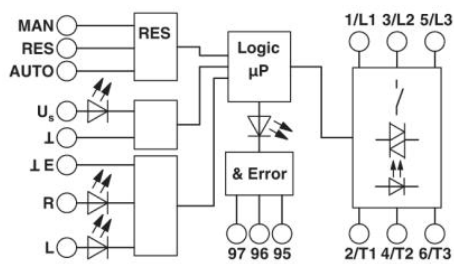 MAN
RES
AUTO
RES
Us
⊥
⊥ E
R
L
Logic
µP
& Error
97 96 95
1/L1 3/L2 5/L3
2/T1 4/T2 6/T3